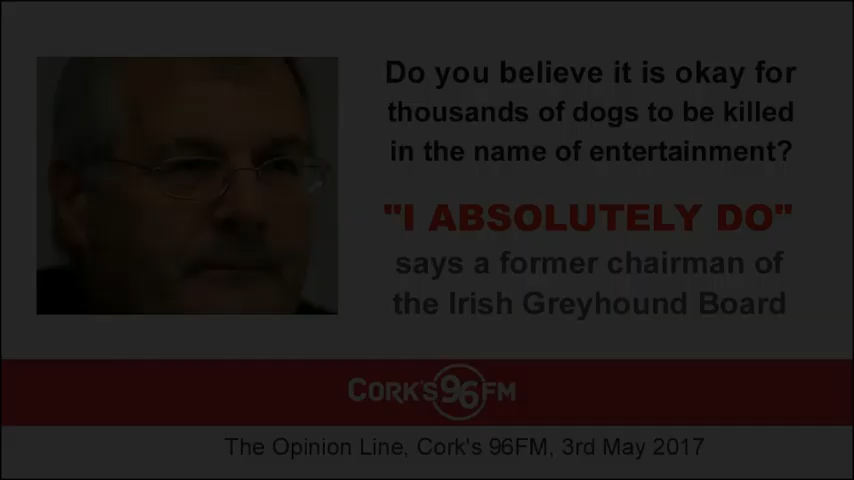 Do you believe it is okay for
thousands of dogs to be killed
in the name of entertainment?
"I ABSOLUTELY DO"
says a former chairman of
the Irish Greyhound Board
CORK'S 96FM
The Opinion Line, Cork's 96FM, 3rd May 2017